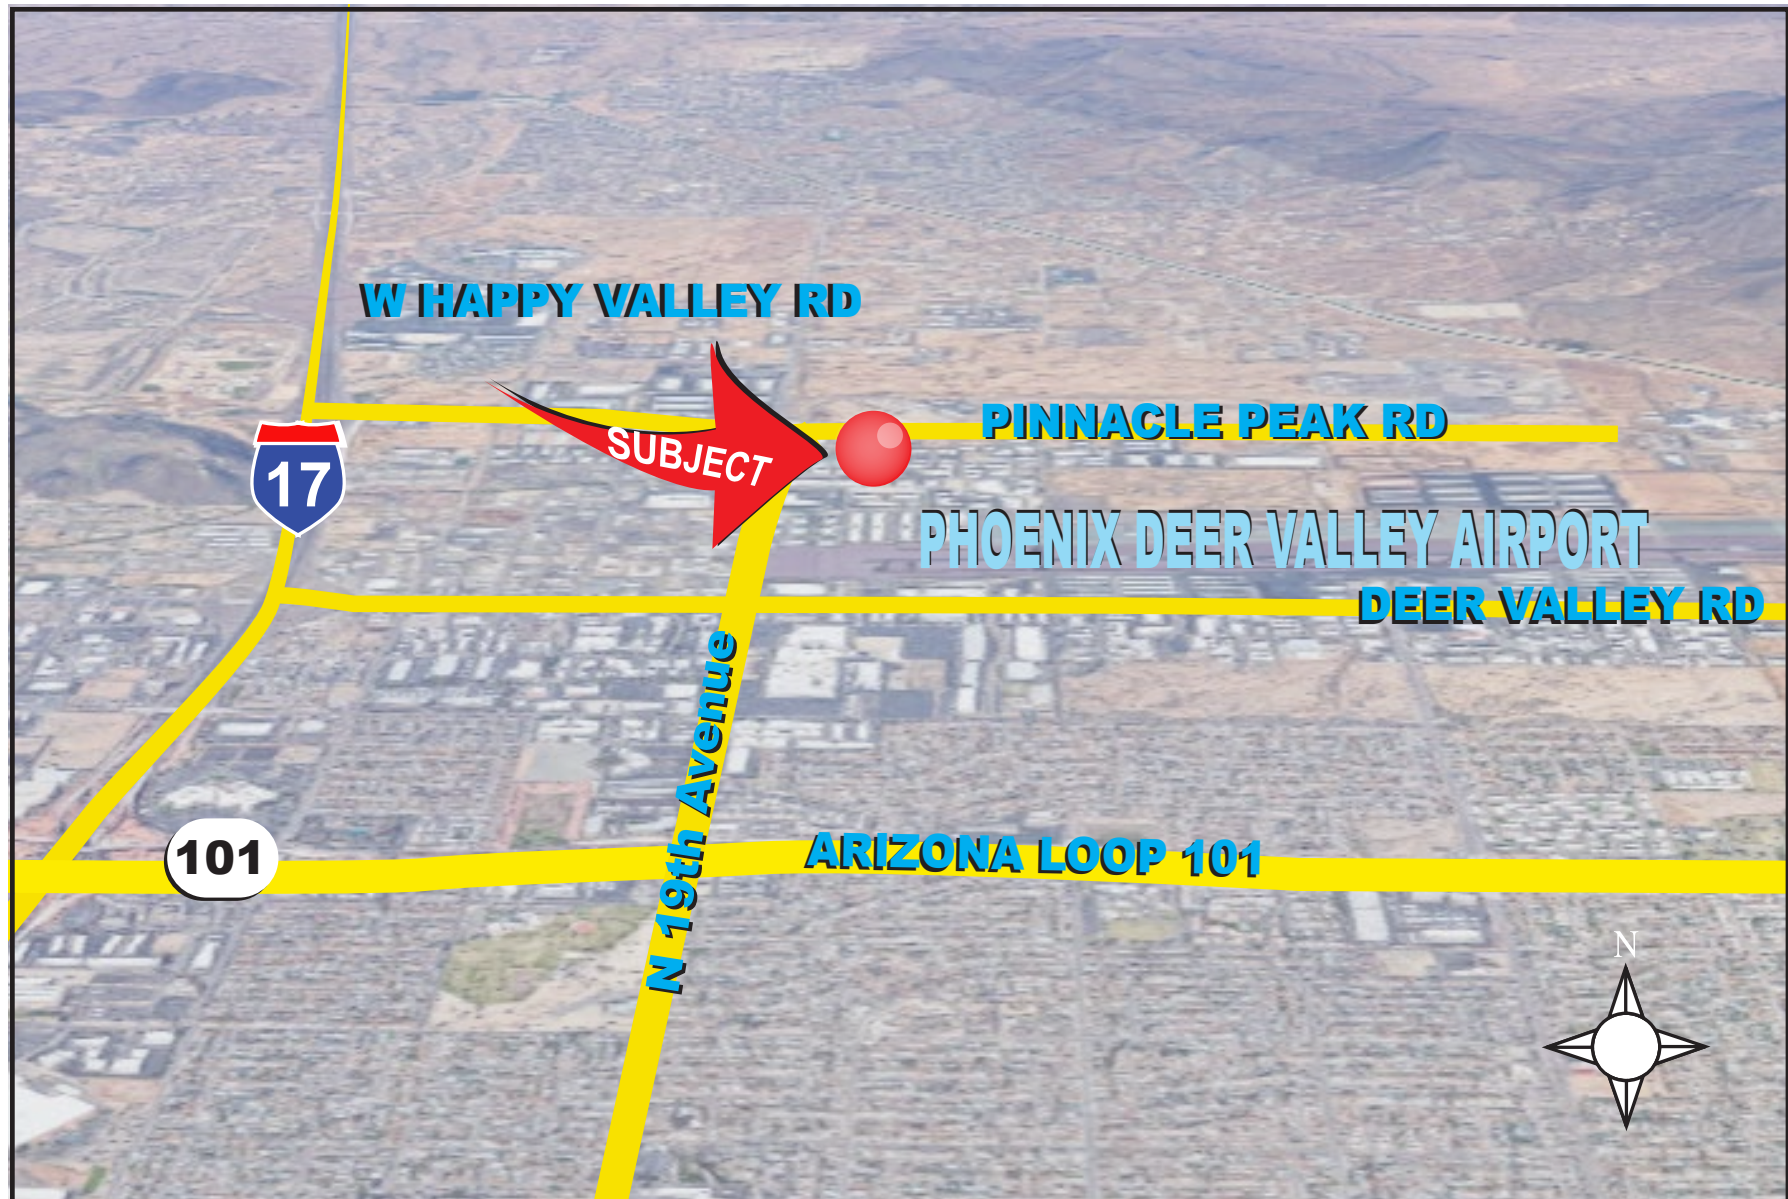 W HAPPY VALLEY RD
PINNACLE PEAK RD
SUBJECT
17
PHOENIX DEER VALLEY AIRPORT
DEER VALLEY RD
N 19th Avenue
101
ARIZONA LOOP 101
N